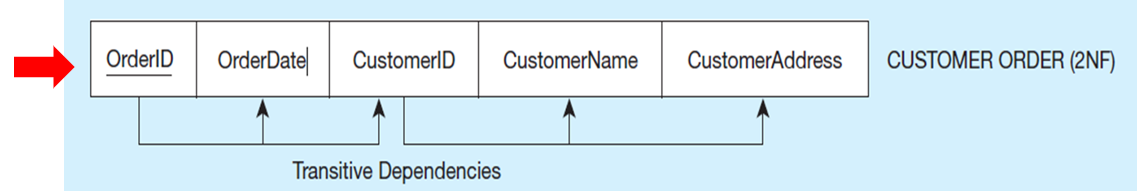 OrderID OrderDate CustomerID CustomerName CustomerAddress CUSTOMER ORDER (2NF)
Transitive Dependencies